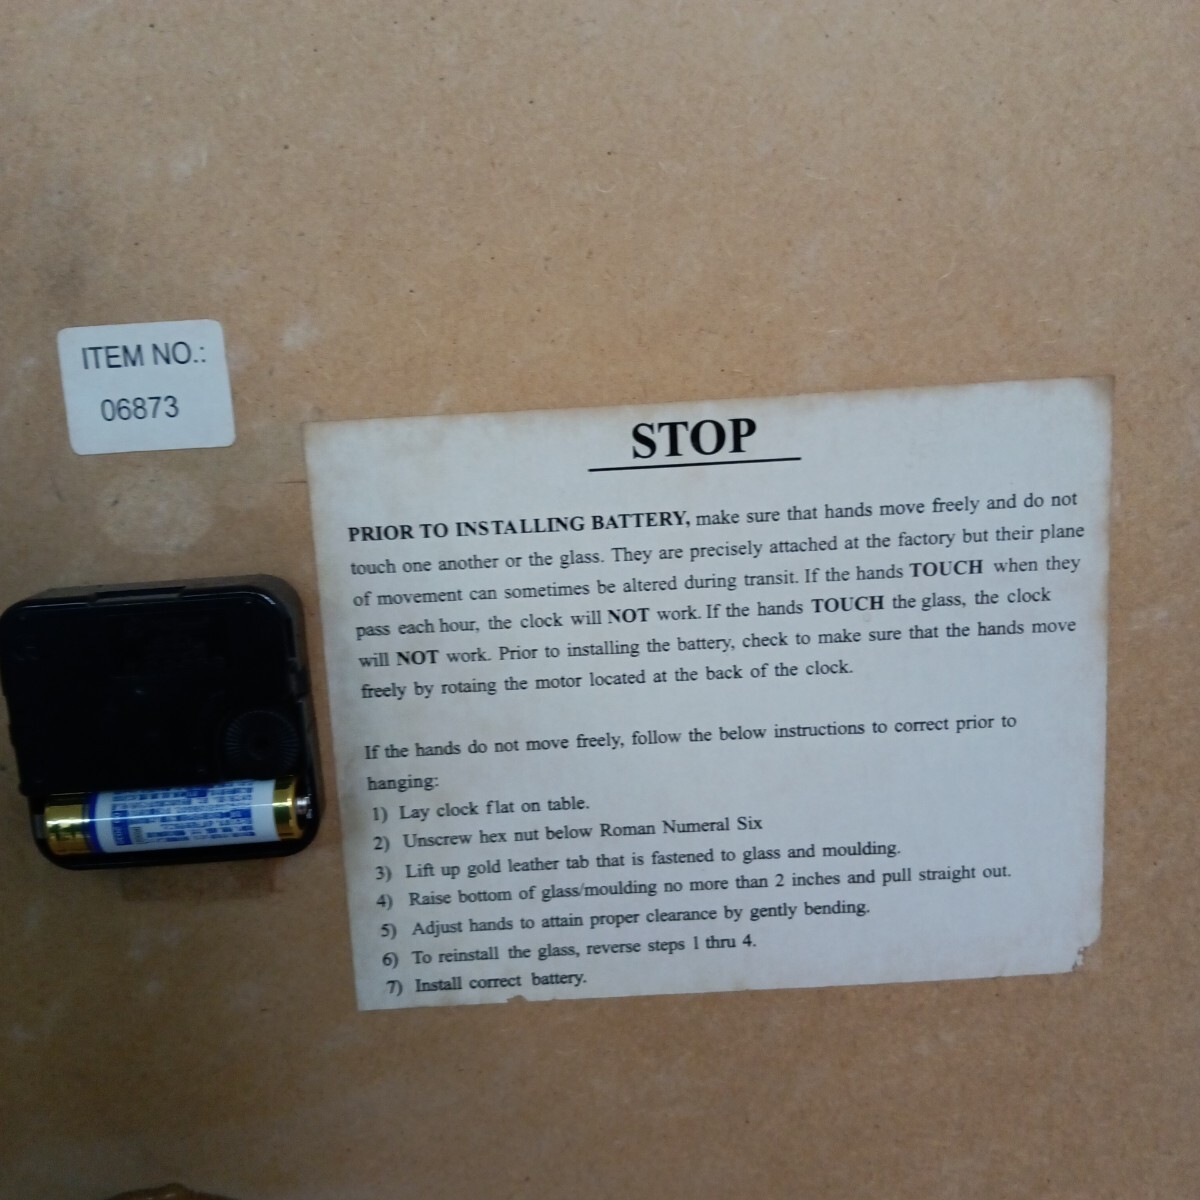 ITEM NO.:
06873
STOP
PRIOR TO INSTALLING BATTERY, make sure that hands move freely and do not
touch one another or the glass. They are precisely attached at the factory but their plane
of movement can sometimes be altered during transit. If the hands TOUCH when they
pass each hour, the clock will NOT work. If the hands TOUCH the glass, the clock
will NOT work. Prior to installing the battery, check to make sure that the hands move
freely by rotaing the motor located at the back of the clock.
If the hands do not move freely, follow the below instructions to correct prior to
hanging:
1) Lay clock flat on table.
2) Unscrew hex nut below Roman Numeral Six
3) Lift up gold leather tab that is fastened to glass and moulding.
4) Raise bottom of glass/moulding no more than 2 inches and pull straight out.
5) Adjust hands to attain proper clearance by gently bending.
6) To reinstall the glass, reverse steps 1 thru 4.
7) Install correct battery.